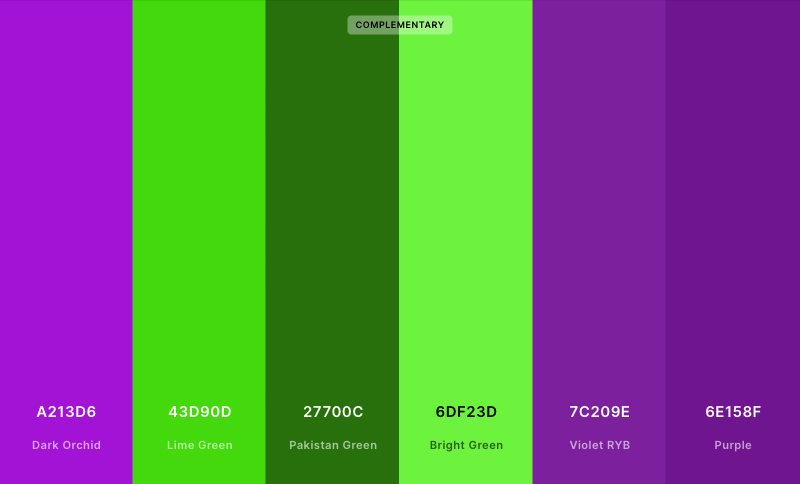 COMPLEMENTARY
A213D6
Dark Orchid
43D90D
Lime Green
27700C
Pakistan Green
6DF23D
Bright Green
7C209E
Violet RYB
6E158F
Purple